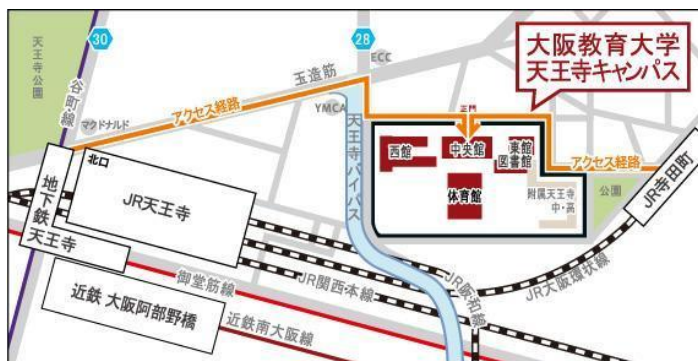 大阪教育大学
天王寺キャンパス
30
28
ECC
天王寺公園
谷町線
玉造筋
アクセス経路
マクドナルド
YMCA
天王寺バイパス
正門
西館
中央館
東館
図書館
体育館
附属天王寺
中・高
アクセス経路
公園
JR寺田町
北口
JR天王寺
地下鉄
天王寺
近鉄 大阪阿部野橋
御堂筋線
JR関西本線
近鉄南大阪線
JR阪和線
JR大阪環状線